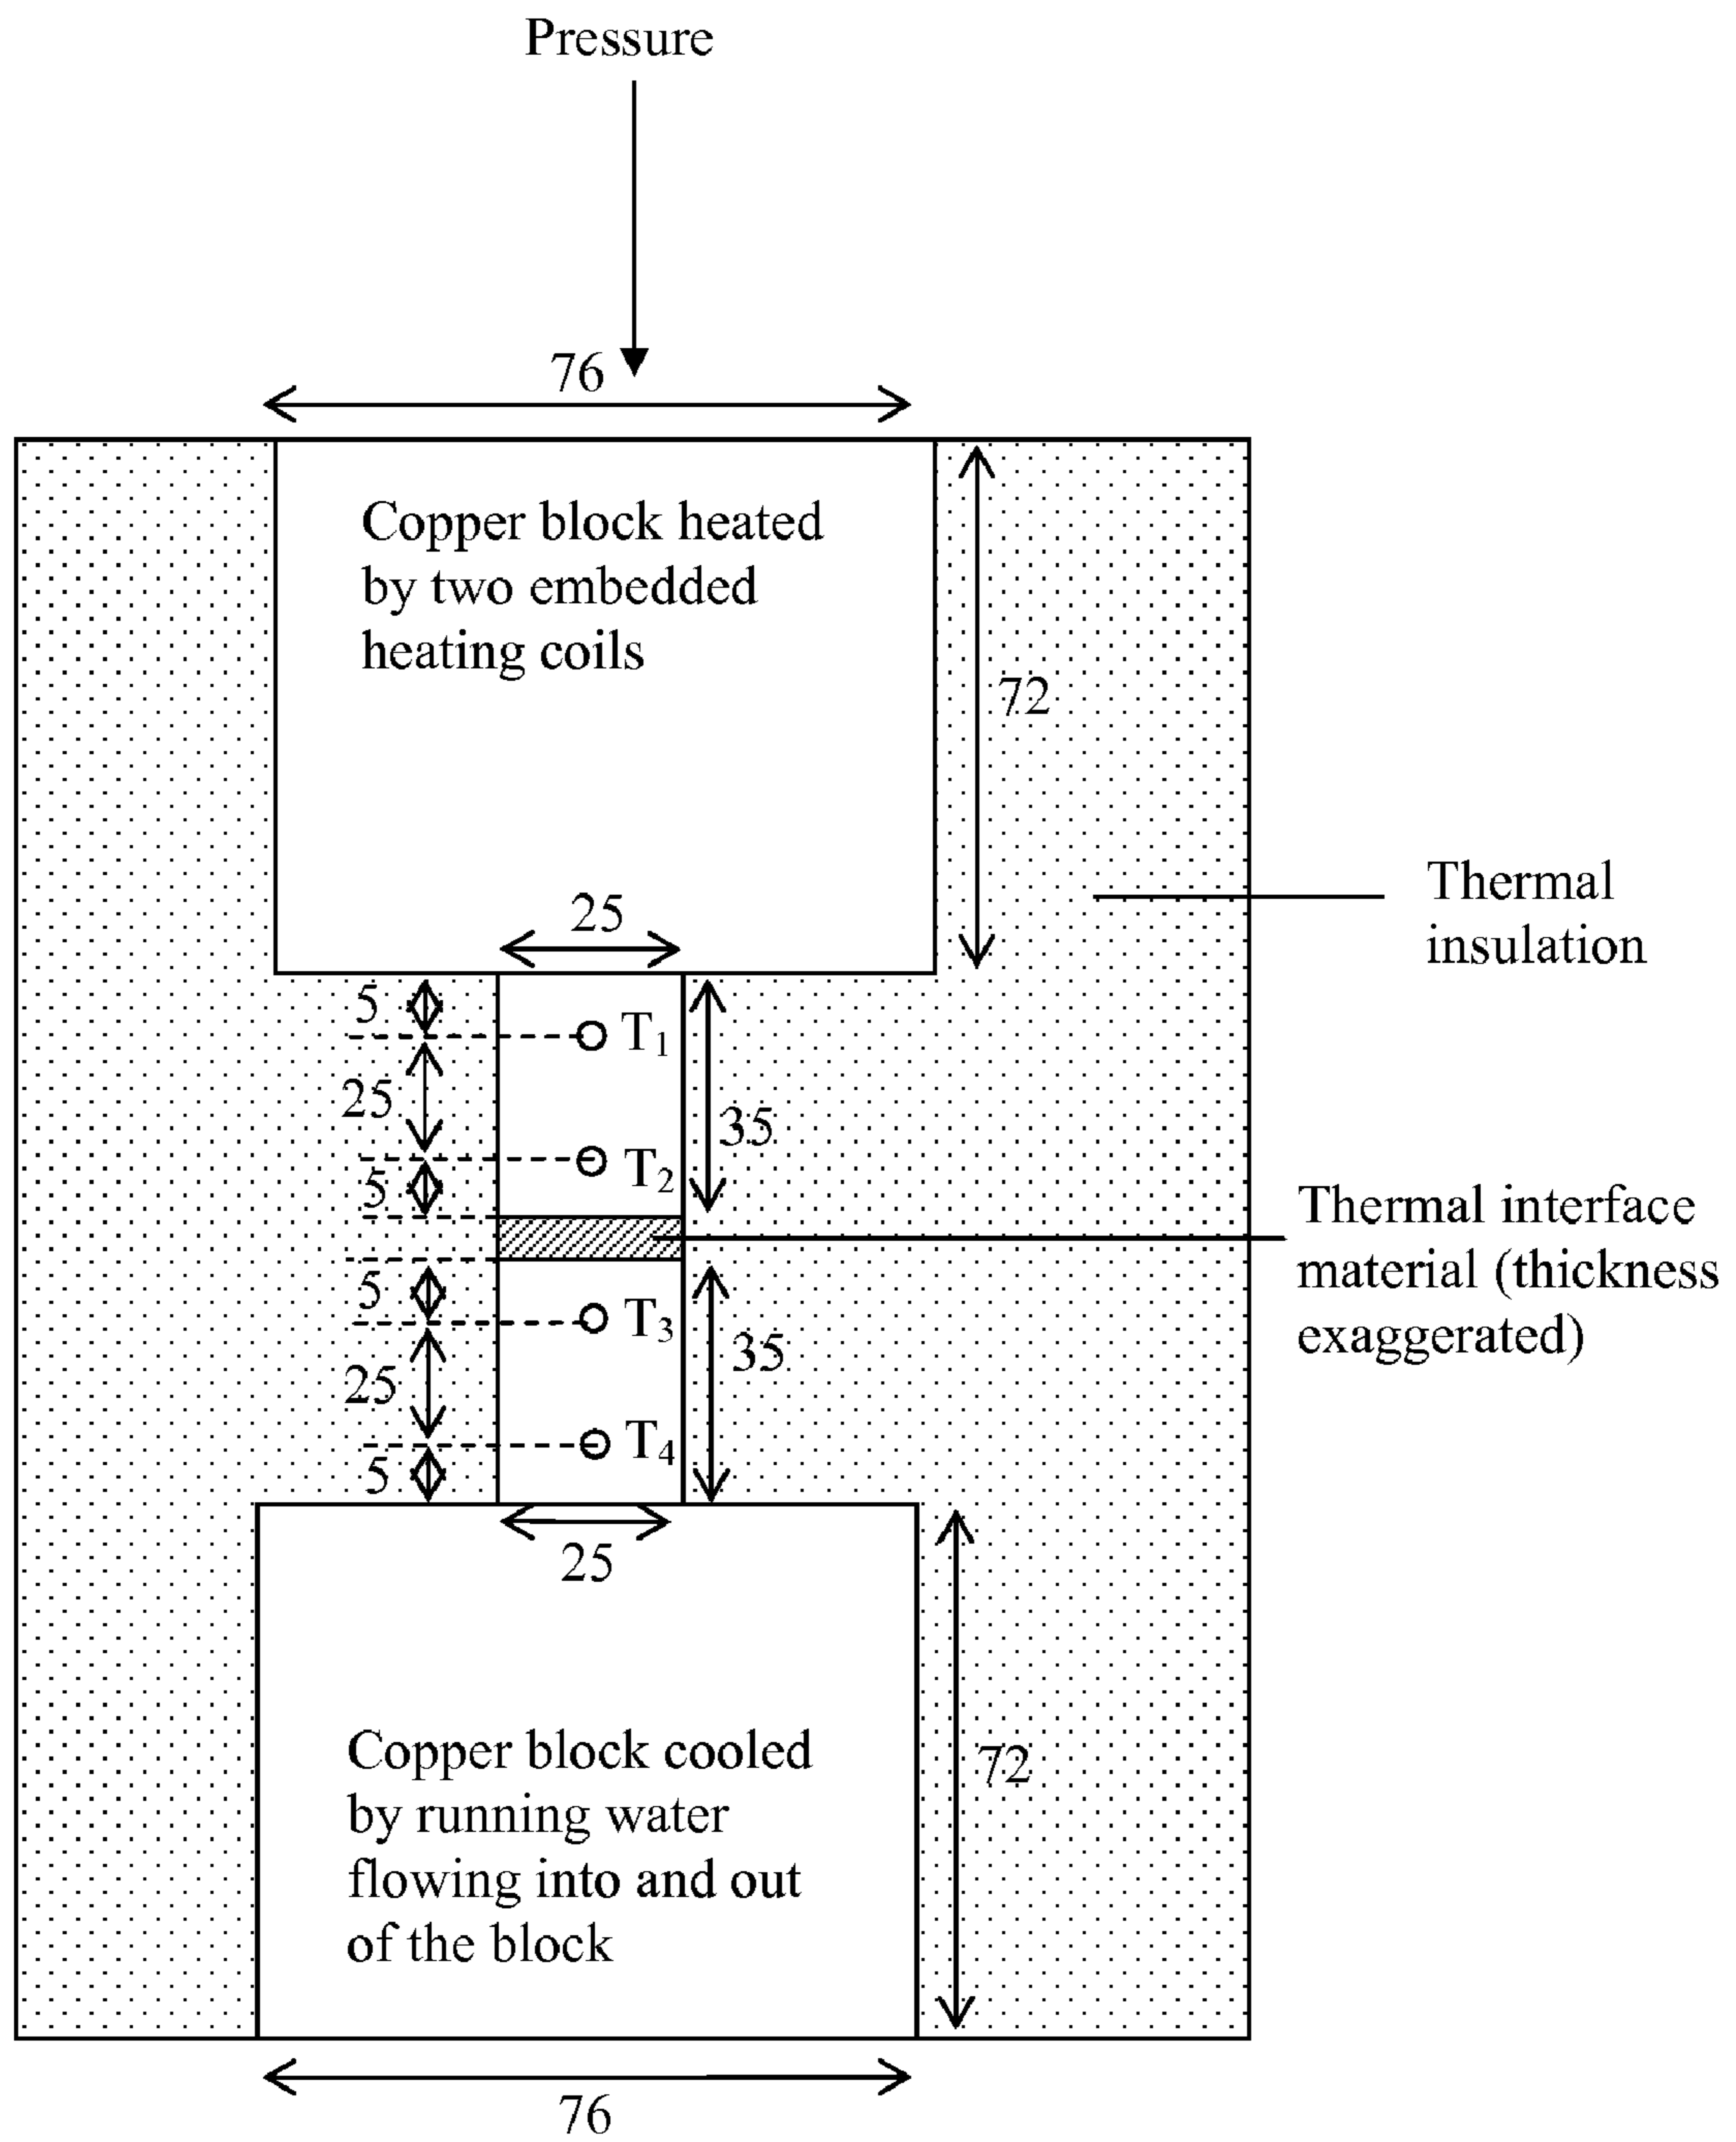 Pressure
76
Copper block heated
by two embedded
heating coils
72
Thermal
insulation
25
5
T1
25
35
T2
5
Thermal interface
material (thickness
exaggerated)
5
T3
35
25
T4
5
25
Copper block cooled
by running water
flowing into and out
of the block
72
76